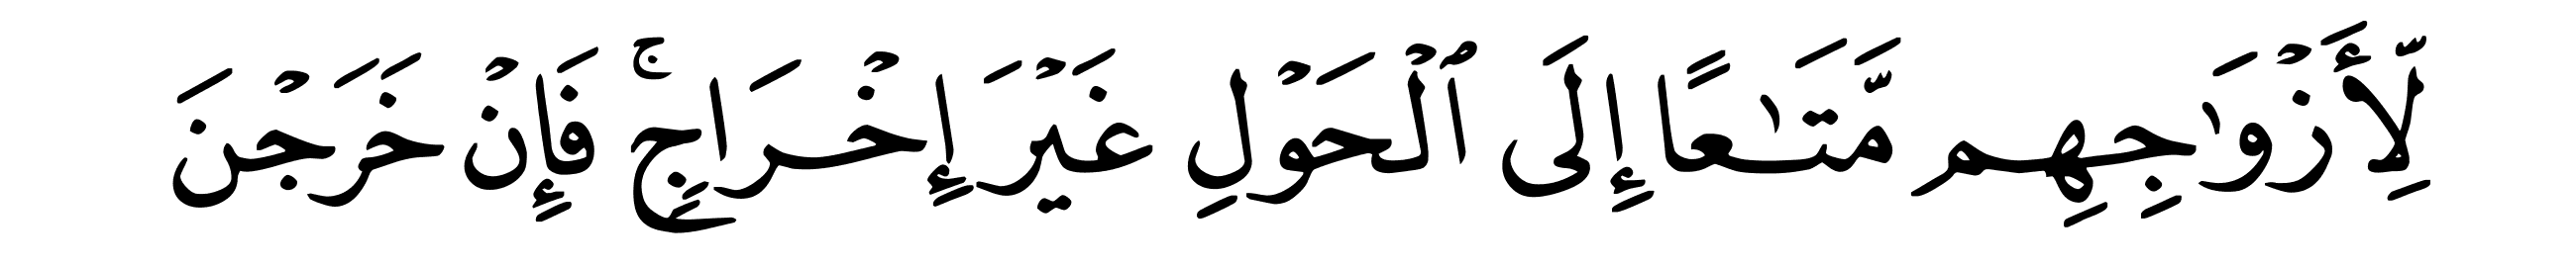 لِّأَزْوَٰجِهِم مَّتَـٰعًا إِلَى ٱلْحَوْلِ غَيْرَ إِخْرَاجٍۚ فَإِنْ خَرَجْنَ